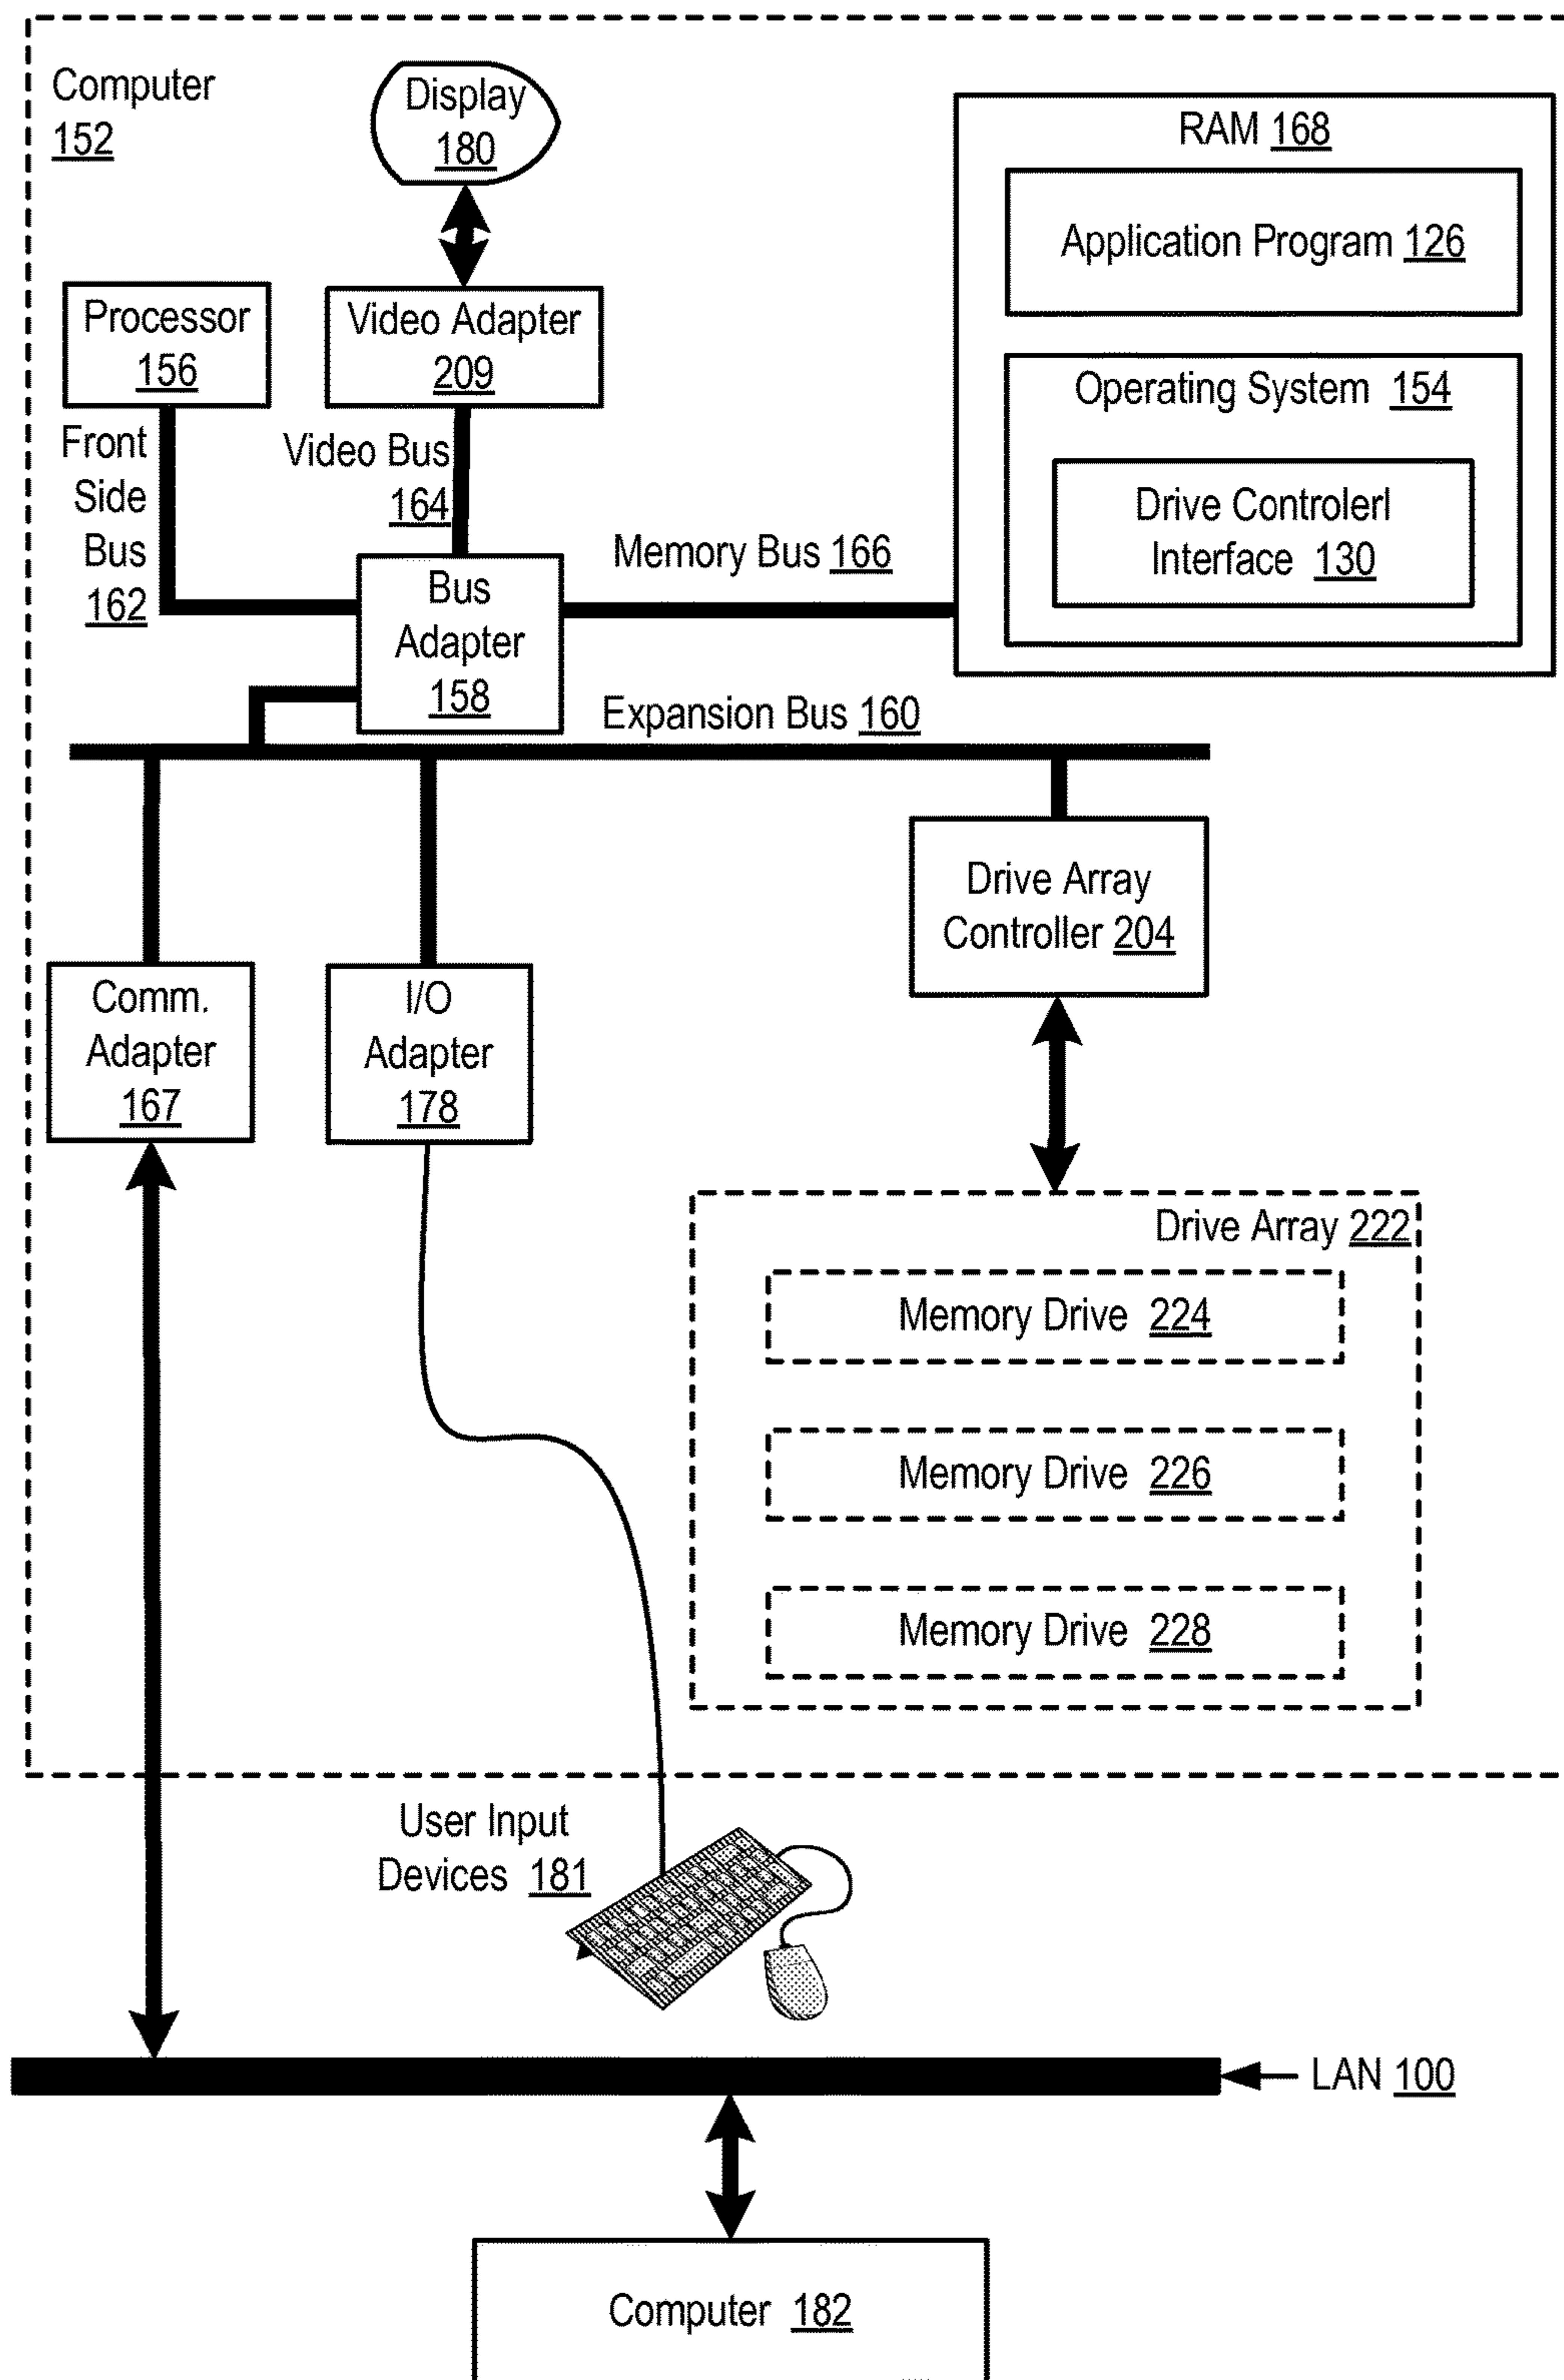 Computer
152
Display
180
RAM 168
Application Program 126
Processor
156
Video Adapter
209
Operating System 154
Front
Side
Bus
162
Video Bus
164
Drive Controlerl
Interface 130
Memory Bus 166
Bus
Adapter
158
Expansion Bus 160
Drive Array
Controller 204
Comm.
Adapter
167
I/O
Adapter
178
Drive Array 222
Memory Drive 224
Memory Drive 226
Memory Drive 228
User Input
Devices 181
LAN 100
Computer 182